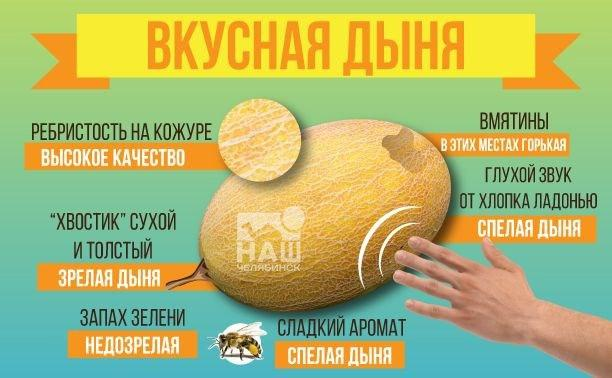 ВКУСНАЯ ДЫНЯ
РЕБРИСТОСТЬ НА КОЖУРЕ
ВЫСОКОЕ КАЧЕСТВО
"ХВОСТИК" СУХОЙ
И ТОЛСТЫЙ
ЗРЕЛАЯ ДЫНЯ
ЗАПАХ ЗЕЛЕНИ
НЕДОЗРЕЛАЯ
СЛАДКИЙ АРОМАТ
СПЕЛАЯ ДЫНЯ
ВМЯТИНЫ
В ЭТИХ МЕСТАХ ГОРЬКАЯ
ГЛУХОЙ ЗВУК
ОТ ХЛОПКА ЛАДОНЬЮ
СПЕЛАЯ ДЫНЯ
НАШ
ЧЕЛЯБИНСК